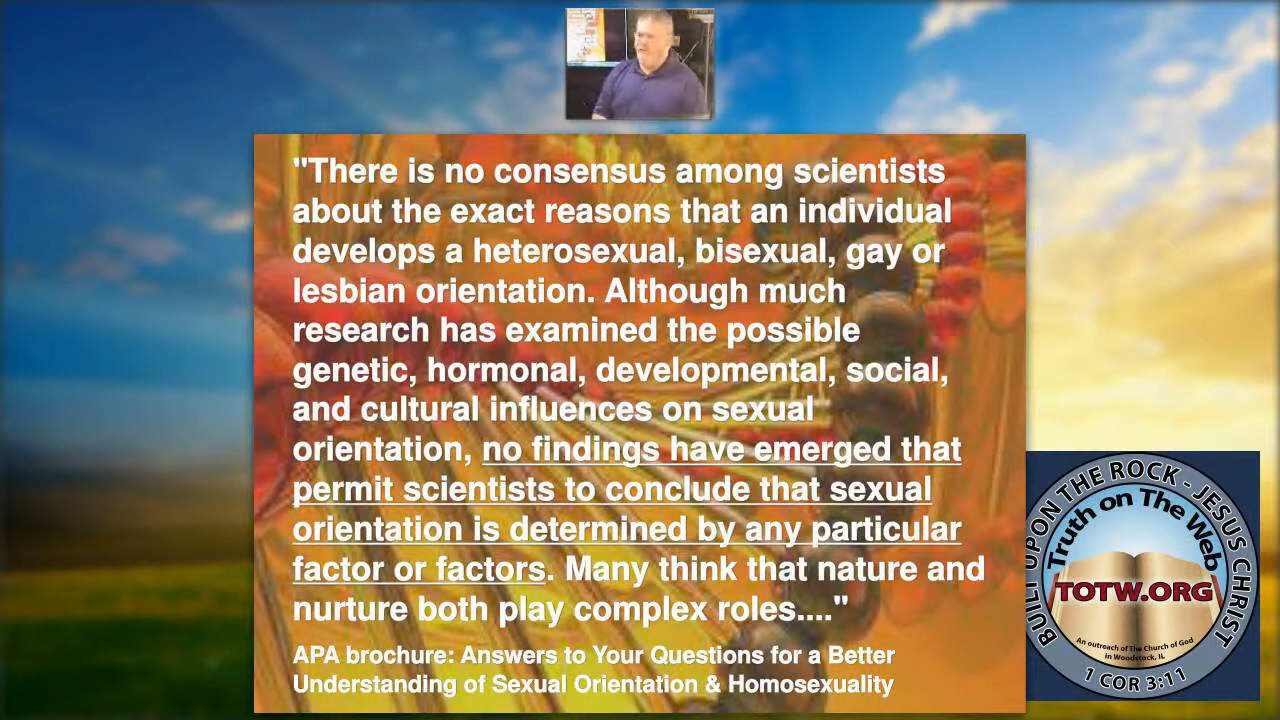 "There is no consensus among scientists
about the exact reasons that an individual
develops a heterosexual, bisexual, gay or
lesbian orientation. Although much
research has examined the possible
genetic, hormonal, developmental, social,
and cultural influences on sexual
orientation, no findings have emerged that
permit scientists to conclude that sexual
orientation is determined by any particular
factor or factors. Many think that nature and
nurture both play complex roles...."
APA brochure: Answers to Your Questions for a Better
Understanding of Sexual Orientation & Homosexuality
BUILT UPON THE ROCK - JESUS CHRIST
Truth on The Web
TOTW.ORG
An outreach of The Church of God
in Woodstock, IL
1 COR 3:11